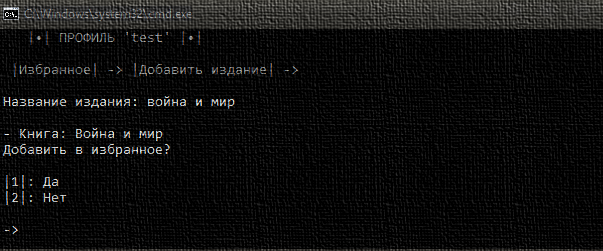 C:\Windows\system32\cmd.exe
|•| ПРОФИЛЬ 'test' |•|
|Избранное| -> |Добавить издание| ->
Название издания: война и мир
- Книга: Война и мир
Добавить в избранное?
|1|: Да
|2|: Нет
->